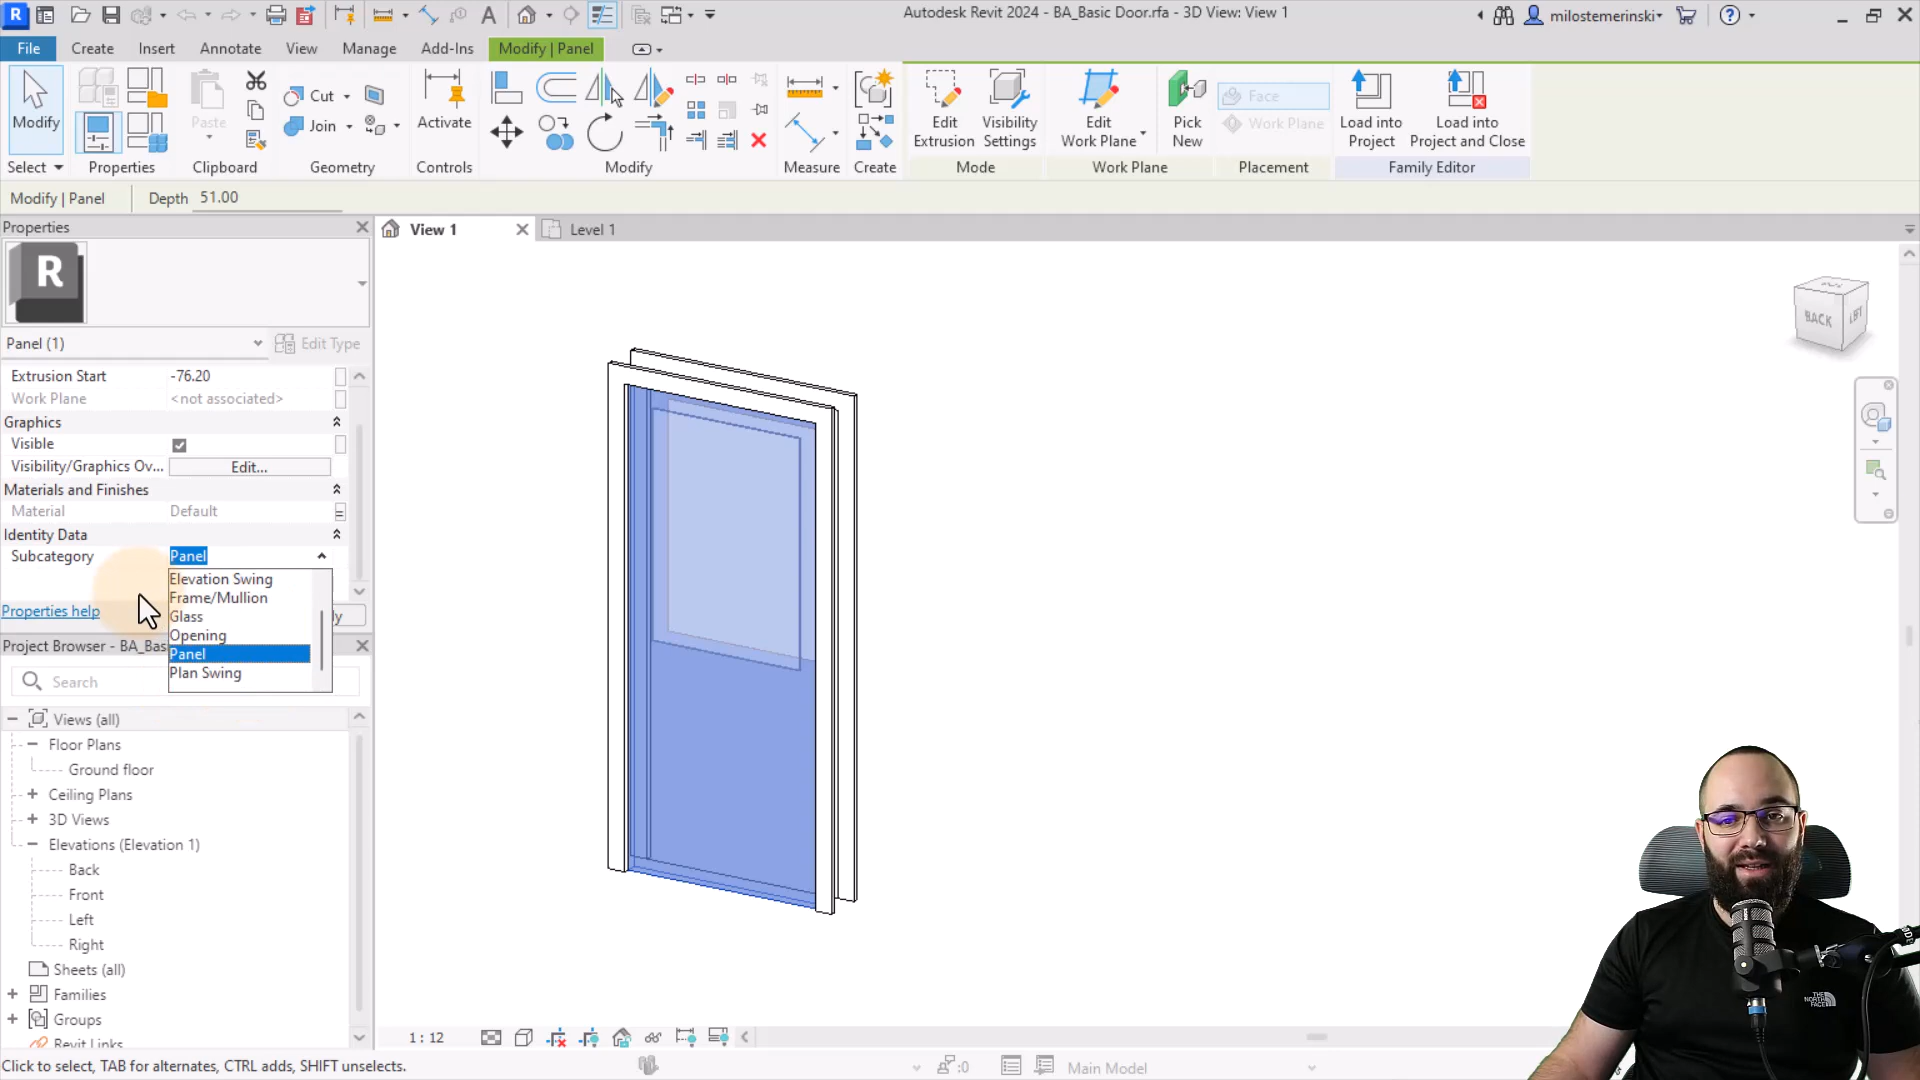 Autodesk Revit 2024 - BA_Basic Door.rfa - 3D View: View 1
milostemerinski
File
Create
Insert
Annotate
View
Manage
Add-Ins
Modify | Panel
Modify
Paste
Cut
Join
Activate
Edit Extrusion
Visibility Settings
Edit Work Plane
Pick New
Face
Work Plane
Load into Project
Load into Project and Close
Select
Properties
Clipboard
Geometry
Controls
Modify
Measure
Create
Mode
Work Plane
Placement
Family Editor
Modify | Panel
Depth 51.00
Properties
View 1
Level 1
R
Panel (1)
Edit Type
Extrusion Start -76.20
Work Plane <not associated>
Graphics
Visible
Visibility/Graphics Ov... Edit...
Materials and Finishes
Material Default
Identity Data
Subcategory Panel
Elevation Swing
Frame/Mullion
Glass
Opening
Panel
Plan Swing
Properties help
Project Browser - BA_Bas
Search
Views (all)
Floor Plans
Ground floor
Ceiling Plans
3D Views
Elevations (Elevation 1)
Back
Front
Left
Right
Sheets (all)
Families
Groups
Revit Links
BACK
LEFT
1 : 12
Click to select, TAB for alternates, CTRL adds, SHIFT unselects.
:0
Main Model
THE NORTH FACE